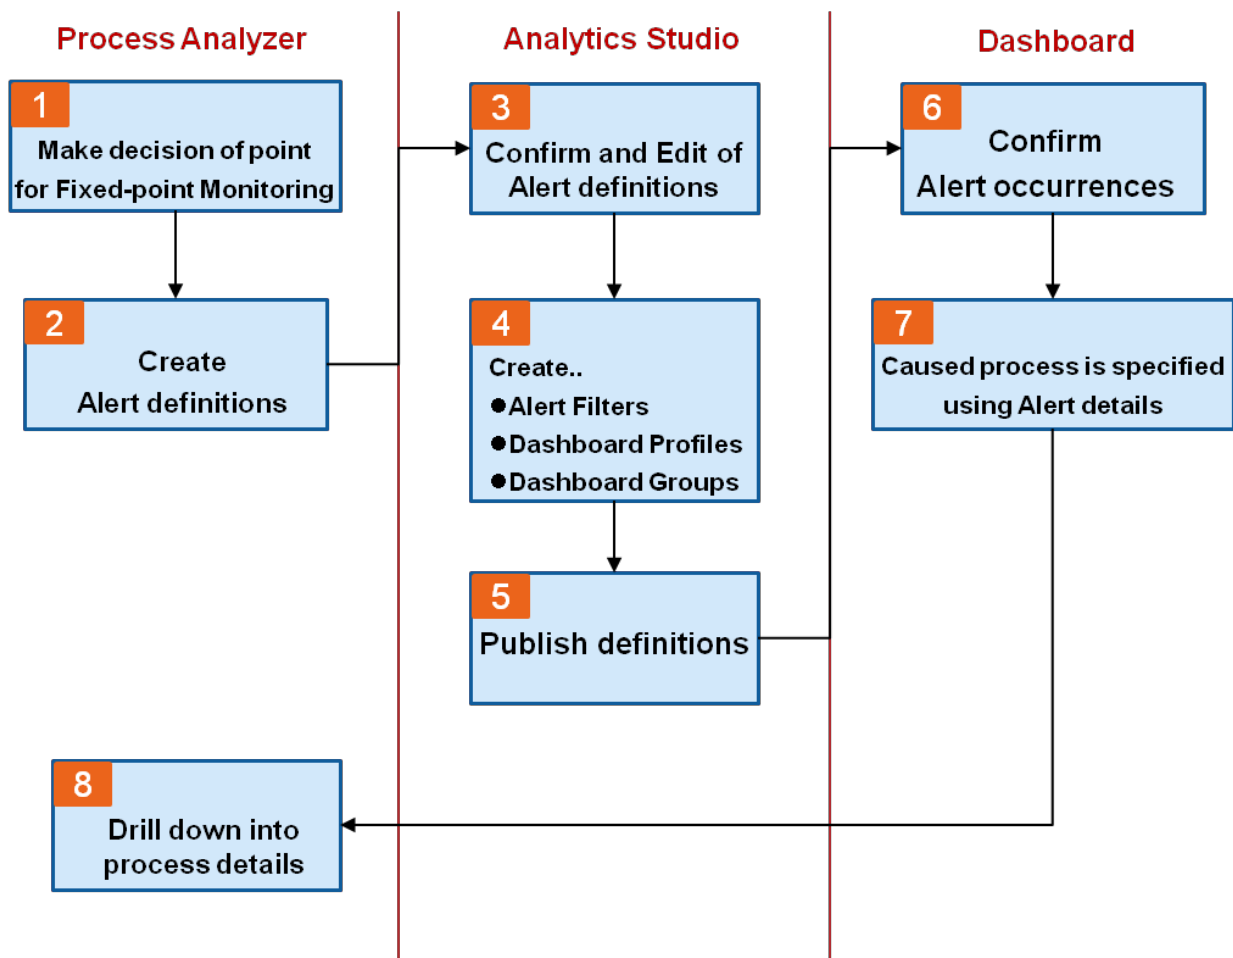 Process Analyzer
Analytics Studio
Dashboard
1
Make decision of point
for Fixed-point Monitoring
2
Create
Alert definitions
3
Confirm and Edit of
Alert definitions
4
Create..
●Alert Filters
●Dashboard Profiles
●Dashboard Groups
5
Publish definitions
6
Confirm
Alert occurrences
7
Caused process is specified
using Alert details
8
Drill down into
process details